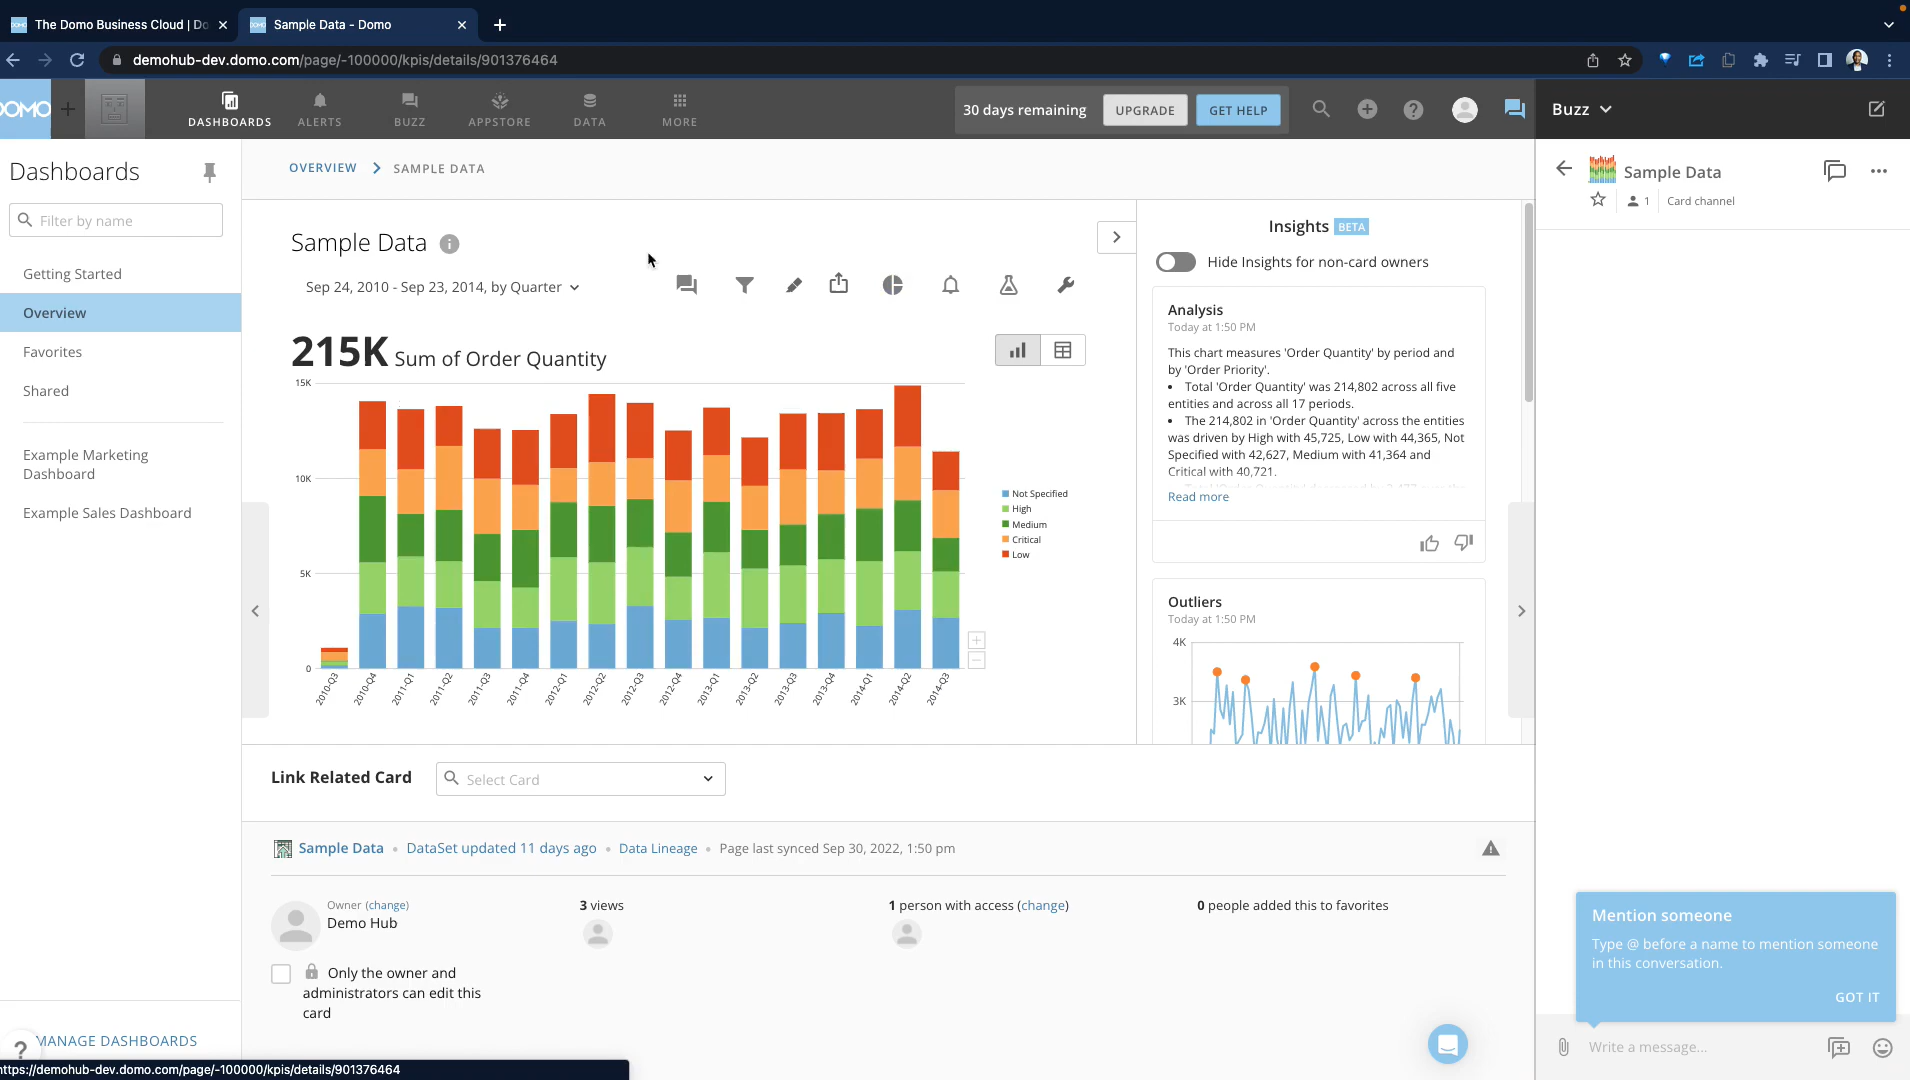 The Domo Business Cloud | Do
Sample Data - Domo
demohub-dev.domo.com/page/-100000/kpis/details/901376464
DOMO
DASHBOARDS
ALERTS
BUZZ
APPSTORE
DATA
MORE
30 days remaining
UPGRADE
GET HELP
Buzz
Dashboards
Filter by name
Getting Started
Overview
Favorites
Shared
Example Marketing
Dashboard
Example Sales Dashboard
MANAGE DASHBOARDS
?
https://demohub-dev.domo.com/page/-100000/kpis/details/901376464
OVERVIEW > SAMPLE DATA
Sample Data
Sep 24, 2010 - Sep 23, 2014, by Quarter
215K Sum of Order Quantity
15K
10K
5K
0
2010-Q3
2010-Q4
2011-Q1
2011-Q2
2011-Q3
2011-Q4
2012-Q1
2012-Q2
2012-Q3
2012-Q4
2013-Q1
2013-Q2
2013-Q3
2013-Q4
2014-Q1
2014-Q2
2014-Q3
Not Specified
High
Medium
Critical
Low
Insights BETA
Hide Insights for non-card owners
Analysis
Today at 1:50 PM
This chart measures 'Order Quantity' by period and
by 'Order Priority'.
• Total 'Order Quantity' was 214,802 across all five
entities and across all 17 periods.
• The 214,802 in 'Order Quantity' across the entities
was driven by High with 45,725, Low with 44,365, Not
Specified with 42,627, Medium with 41,364 and
Critical with 40,721.
Read more
Outliers
Today at 1:50 PM
4K
3K
Link Related Card
Select Card
Sample Data • DataSet updated 11 days ago • Data Lineage • Page last synced Sep 30, 2022, 1:50 pm
Owner (change)
Demo Hub
3 views
1 person with access (change)
0 people added this to favorites
Only the owner and
administrators can edit this
card
Sample Data
1
Card channel
Mention someone
Type @ before a name to mention someone
in this conversation.
GOT IT
Write a message...